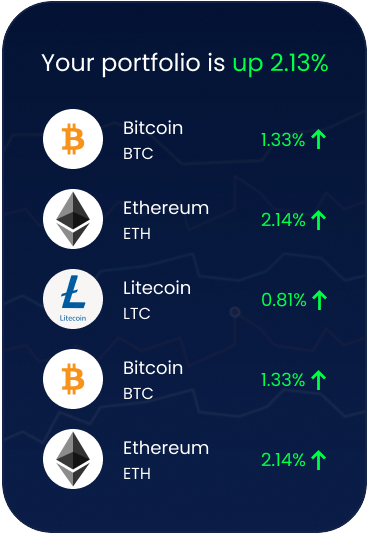 Your portfolio is up 2.13%
Bitcoin
BTC
1.33%
Ethereum
ETH
2.14%
Litecoin
Litecoin
LTC
0.81%
Bitcoin
BTC
1.33%
Ethereum
ETH
2.14%